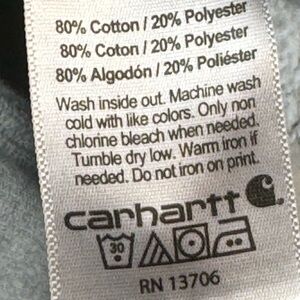 80% Cotton / 20% Polyester
80% Coton / 20% Polyester
80% Algodón / 20% Poliéster
Wash inside out. Machine wash
cold with like colors. Only non
chlorine bleach when needed.
Tumble dry low. Warm iron if
needed. Do not iron on print.
carhartt
30
RN 13706